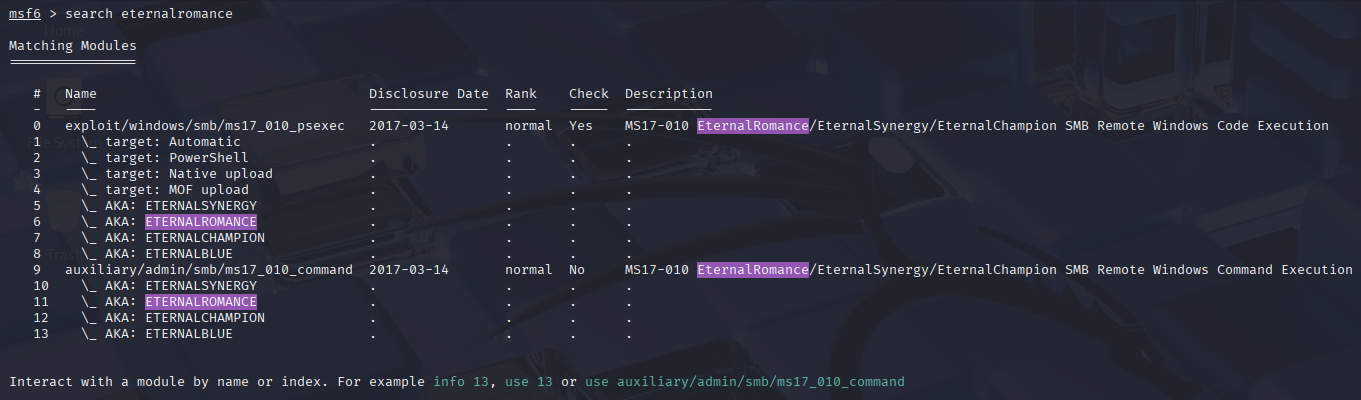 msf6 > search eternalromance
Matching Modules
================
# Name Disclosure Date Rank Check Description
- ---- --------------- ---- ----- -----------
0 exploit/windows/smb/ms17_010_psexec 2017-03-14 normal Yes MS17-010 EternalRomance/EternalSynergy/EternalChampion SMB Remote Windows Code Execution
1 \_ target: Automatic . . . .
2 \_ target: PowerShell . . . .
3 \_ target: Native upload . . . .
4 \_ target: MOF upload . . . .
5 \_ AKA: ETERNALSYNERGY . . . .
6 \_ AKA: ETERNALROMANCE . . . .
7 \_ AKA: ETERNALCHAMPION . . . .
8 \_ AKA: ETERNALBLUE . . . .
9 auxiliary/admin/smb/ms17_010_command 2017-03-14 normal No MS17-010 EternalRomance/EternalSynergy/EternalChampion SMB Remote Windows Command Execution
10 \_ AKA: ETERNALSYNERGY . . . .
11 \_ AKA: ETERNALROMANCE . . . .
12 \_ AKA: ETERNALCHAMPION . . . .
13 \_ AKA: ETERNALBLUE . . . .
Interact with a module by name or index. For example info 13, use 13 or use auxiliary/admin/smb/ms17_010_command